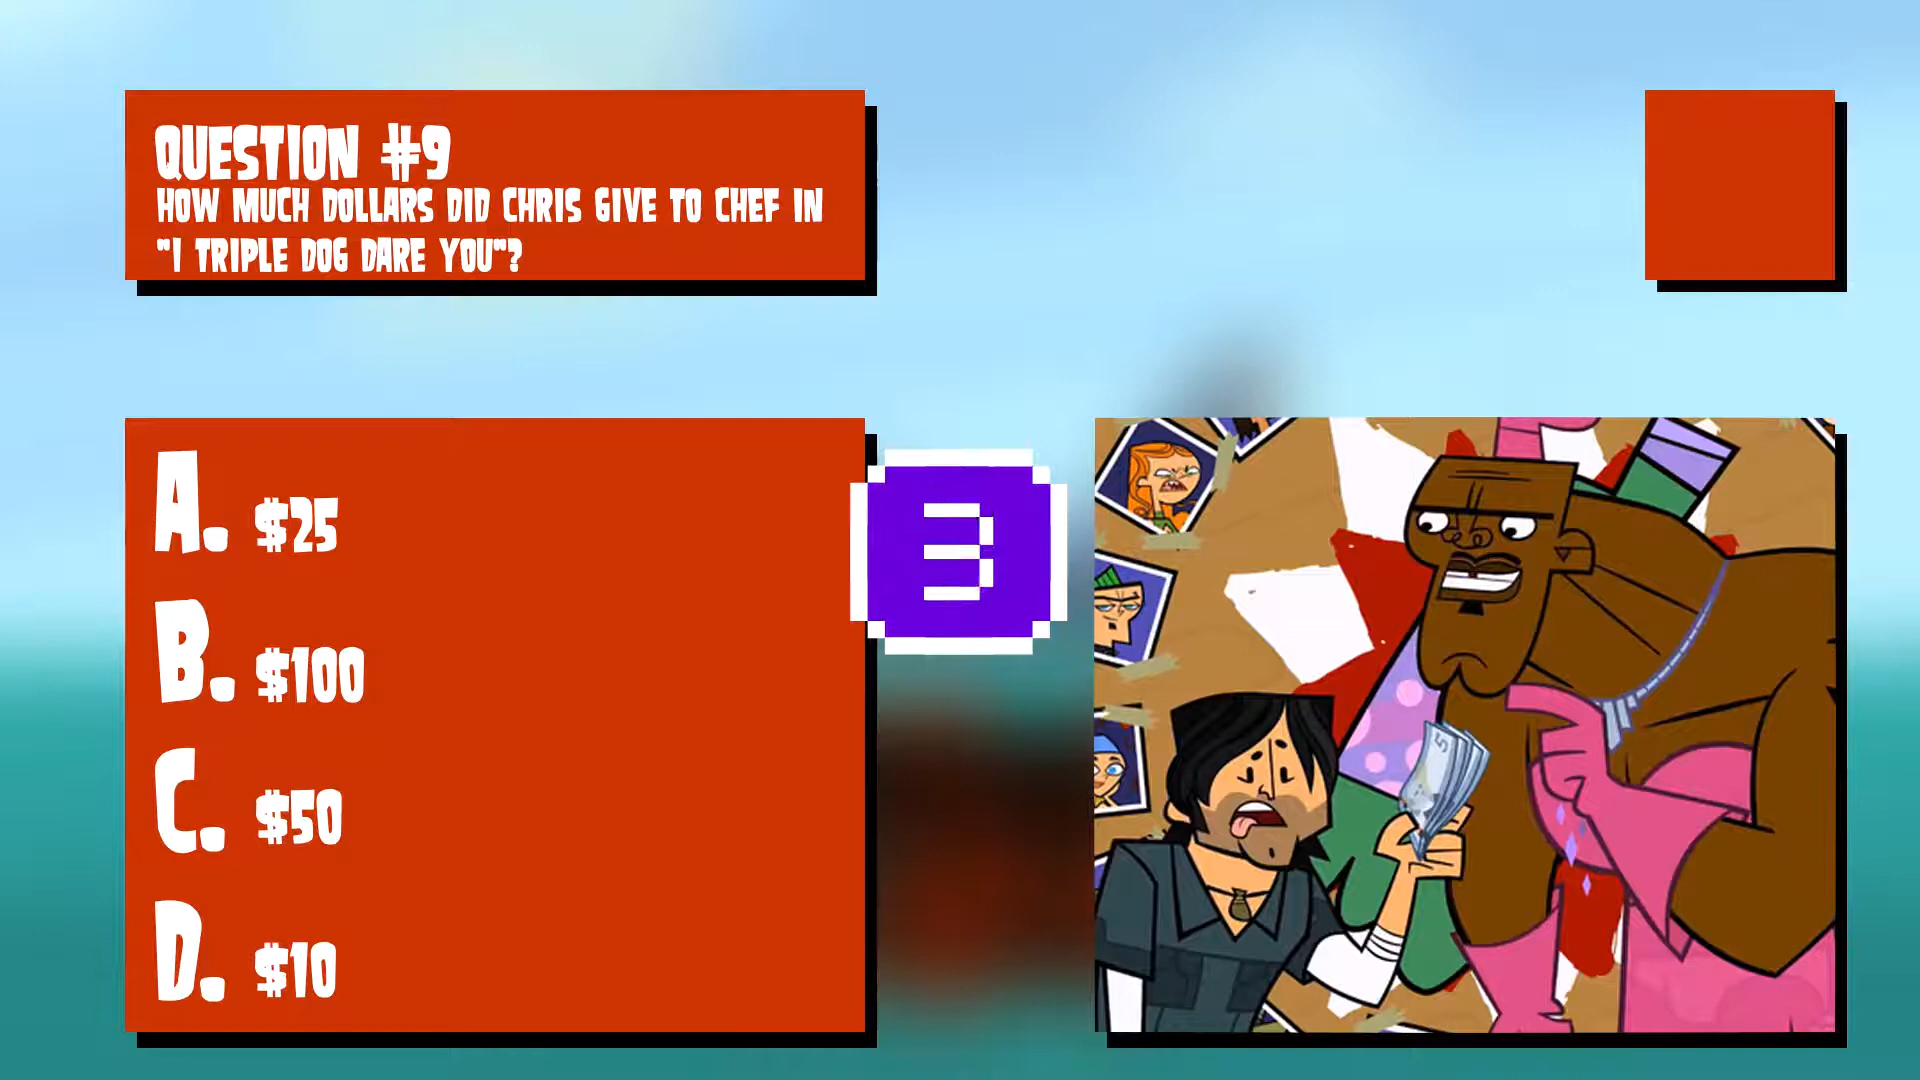 QUESTION #9
HOW MUCH DOLLARS DID CHRIS GIVE TO CHEF IN
"I TRIPLE DOG DARE YOU"?
A. $25
B. $100
C. $50
D. $10
3
5